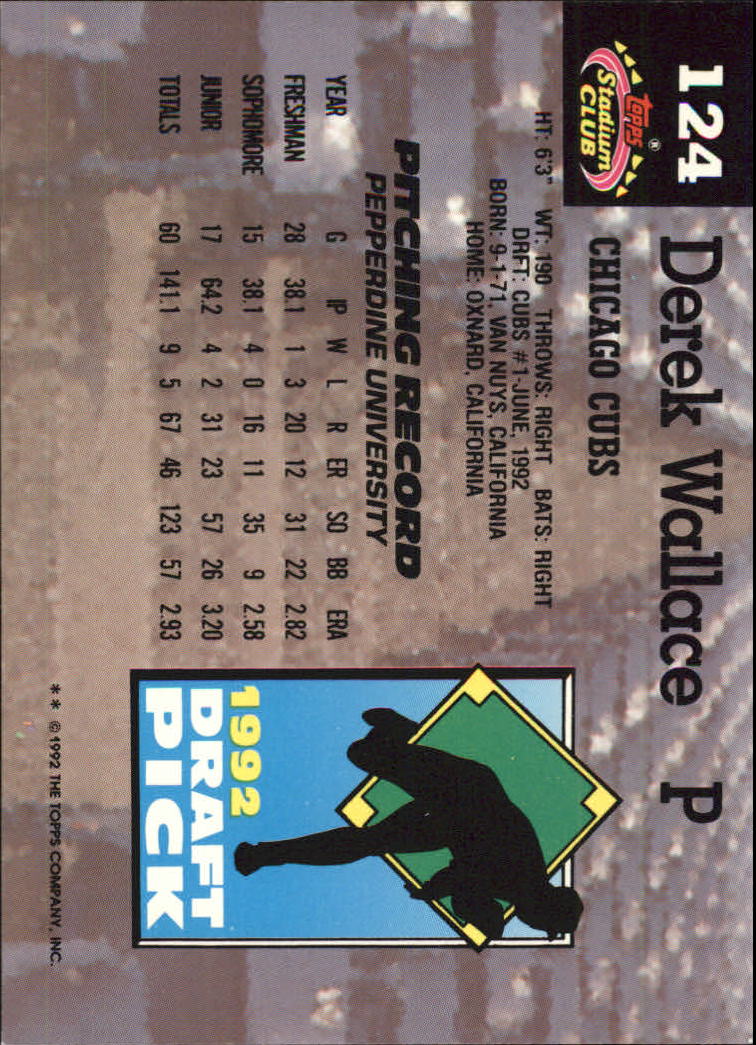 124
Topps®
Stadium
CLUB
Derek Wallace P
CHICAGO CUBS
HT: 6'3" WT: 190 THROWS: RIGHT BATS: RIGHT
DRFT: CUBS #1-JUNE, 1992
BORN: 9-1-71, VAN NUYS, CALIFORNIA
HOME: OXNARD, CALIFORNIA
PITCHING RECORD
PEPPERDINE UNIVERSITY
YEAR G IP W L R ER SO BB ERA
FRESHMAN 28 38.1 1 3 20 12 31 22 2.82
SOPHOMORE 15 38.1 4 0 16 11 35 9 2.58
JUNIOR 17 64.2 4 2 31 23 57 26 3.20
TOTALS 60 141.1 9 5 67 46 123 57 2.93
1992
DRAFT
PICK
** © 1992 THE TOPPS COMPANY, INC.